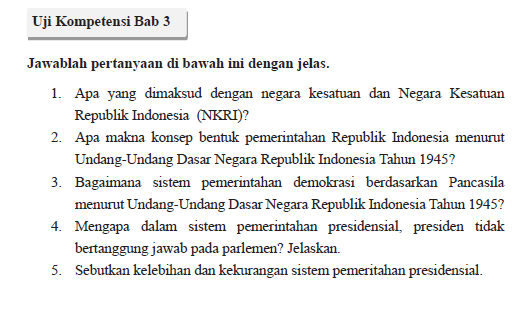 Uji Kompetensi Bab 3
Jawablah pertanyaan di bawah ini dengan jelas.
1. Apa yang dimaksud dengan negara kesatuan dan Negara Kesatuan
Republik Indonesia (NKRI)?
2. Apa makna konsep bentuk pemerintahan Republik Indonesia menurut
Undang-Undang Dasar Negara Republik Indonesia Tahun 1945?
3. Bagaimana sistem pemerintahan demokrasi berdasarkan Pancasila
menurut Undang-Undang Dasar Negara Republik Indonesia Tahun 1945?
4. Mengapa dalam sistem pemerintahan presidensial, presiden tidak
bertanggung jawab pada parlemen? Jelaskan.
5. Sebutkan kelebihan dan kekurangan sistem pemeritahan presidensial.